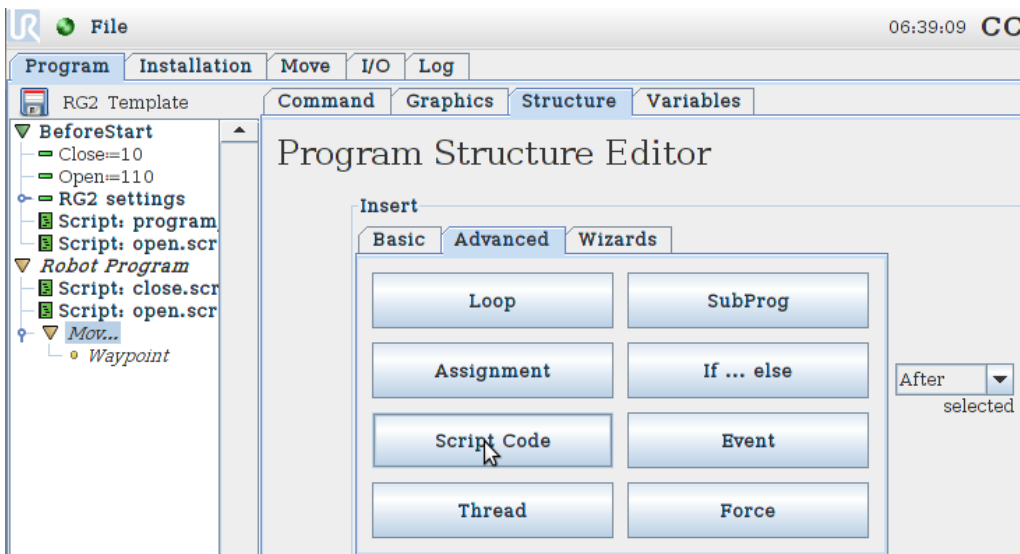 UR File 06:39:09 CC
Program Installation Move I/O Log
RG2 Template Command Graphics Structure Variables
BeforeStart
Close≔10
Open≔110
RG2 settings
Script: program
Script: open.scr
Robot Program
Script: close.scr
Script: open.scr
Mov...
Waypoint
Program Structure Editor
Insert
Basic Advanced Wizards
Loop SubProg
Assignment If ... else
Script Code Event
Thread Force
After
selected